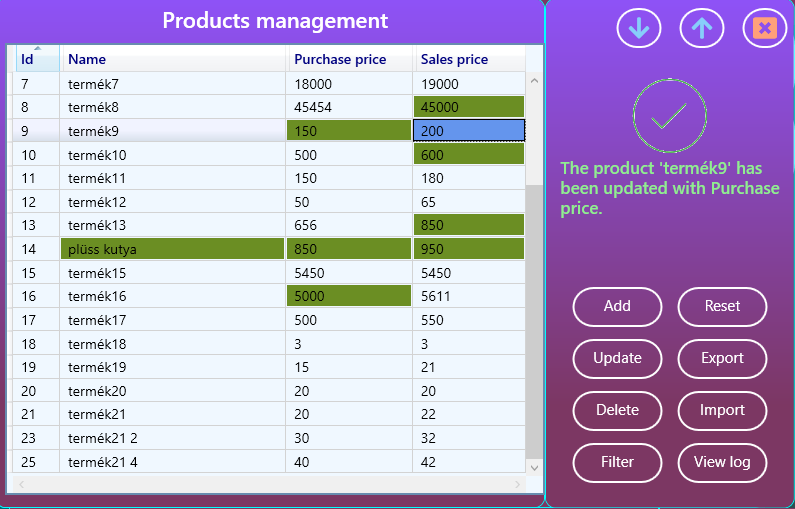 Products management
Id Name Purchase price Sales price
7 termék7 18000 19000
8 termék8 45454 45000
9 termék9 150 200
10 termék10 500 600
11 termék11 150 180
12 termék12 50 65
13 termék13 656 850
14 plüss kutya 850 950
15 termék15 5450 5450
16 termék16 5000 5611
17 termék17 500 550
18 termék18 3 3
19 termék19 15 21
20 termék20 20 20
21 termék21 20 22
23 termék21 2 30 32
25 termék21 4 40 42
The product 'termék9' has
been updated with Purchase
price.
Add Reset
Update Export
Delete Import
Filter View log